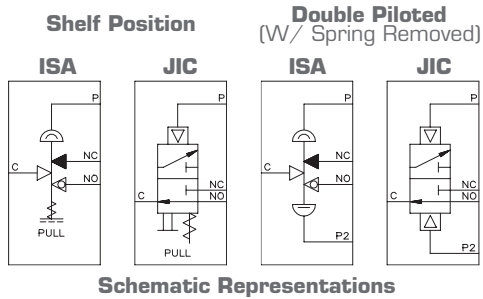 Shelf Position
Double Piloted
(W/ Spring Removed)
ISA
JIC
ISA
JIC
P
NC
C
NO
PULL
P
NC
C
NO
PULL
P
NC
C
NO
P2
P
NC
C
NO
P2
Schematic Representations